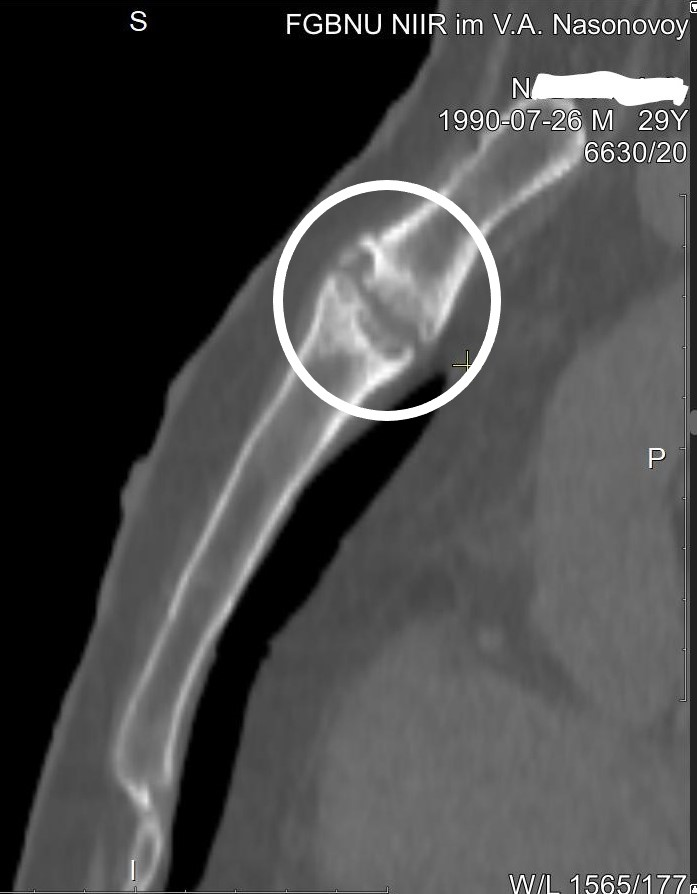 S
FGBNU NIIR im V.A. Nasonovoy
1990-07-26 M 29Y
6630/20
P
I
W/L 1565/177